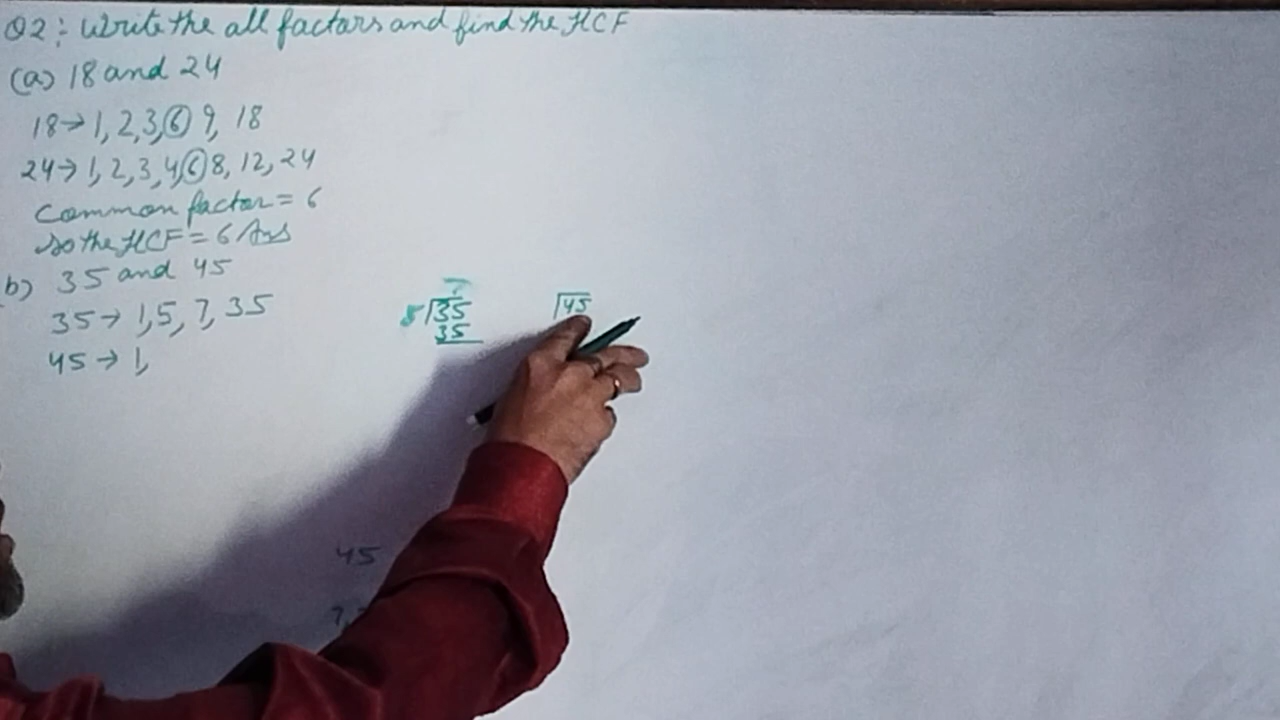 Q2: Write the all factors and find the HCF
(a) 18 and 24
18→ 1, 2, 3, 6 9, 18
24→ 1, 2, 3, 4, 6 8, 12, 24
Common factor = 6
so the HCF = 6 Ans
b) 35 and 45
35→ 1, 5, 7, 35
45 → 1,
7
5 35
35
45
45
7,